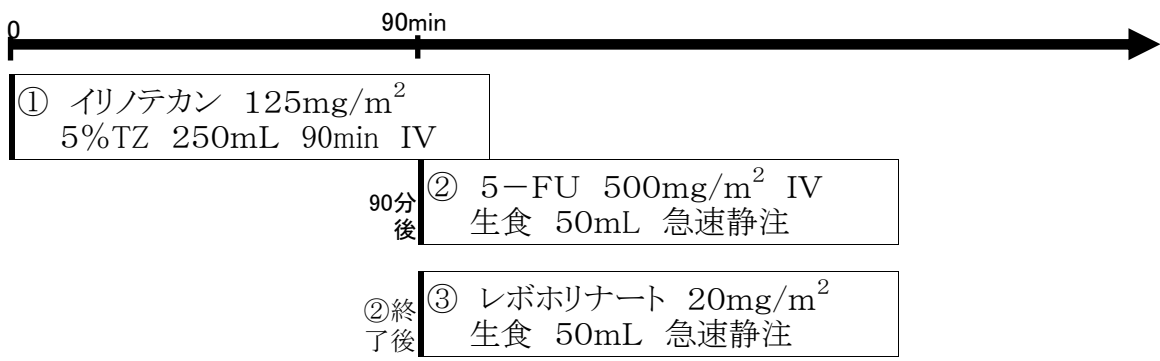 0
90min
① イリノテカン 125mg/m²
5%TZ 250mL 90min IV
90分
後
② 5－FU 500mg/m² IV
生食 50mL 急速静注
②終
了後
③ レボホリナート 20mg/m²
生食 50mL 急速静注